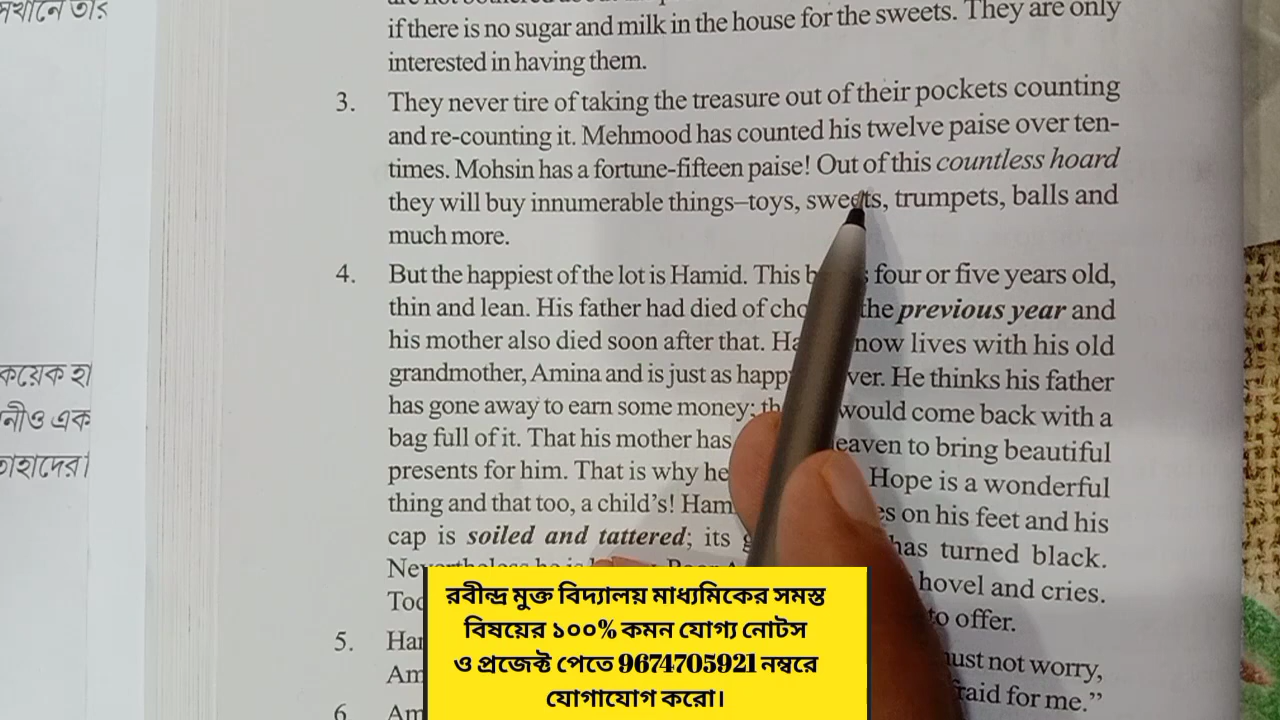 if there is no sugar and milk in the house for the sweets. They are only
interested in having them.
3. They never tire of taking the treasure out of their pockets counting
and re-counting it. Mehmood has counted his twelve paise over ten-
times. Mohsin has a fortune-fifteen paise! Out of this countless hoard
they will buy innumerable things–toys, sweets, trumpets, balls and
much more.
4. But the happiest of the lot is Hamid. This four or five years old,
thin and lean. His father had died of the previous year and
his mother also died soon after that. now lives with his old
grandmother, Amina and is just as He thinks his father
has gone away to earn some money; would come back with a
bag full of it. That his mother has to bring beautiful
presents for him. That is why he Hope is a wonderful
thing and that too, a child's! on his feet and his
cap is soiled and tattered; its has turned black.
hovel and cries.
to offer.
5. must not worry,
for me.”
6.
কয়েক
নীও এক
তাহাদের।
রবীন্দ্র মুক্ত বিদ্যালয় মাধ্যমিকের সমস্ত
বিষয়ের ১০০% কমন যোগ্য নোটস
ও প্রজেক্ট পেতে 9674705921 নম্বরে
যোগাযোগ করো।